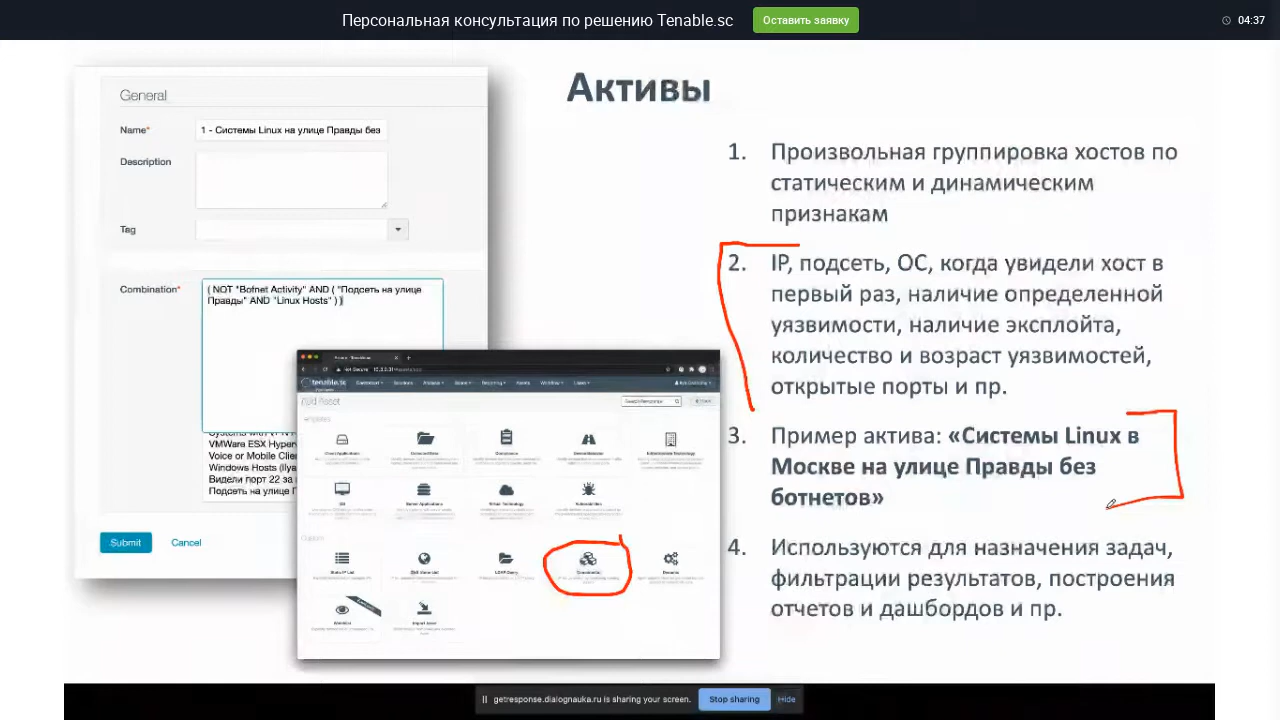 Персональная консультация по решению Tenable.sc
Оставить заявку
04:37
Активы
General
Name*
1 - Системы Linux на улице Правды без
Description
Tag
Combination*
( NOT "Botnet Activity" AND ( "Подсеть на улице
Правды" AND "Linux Hosts" ) )
VMWare ESX Hyperv
Voice or Mobile Clien
Windows Hosts (Ilya
Видели порт 22 за
Подсеть на улице П
Submit
Cancel
tenable.sc
1. Произвольная группировка хостов по
статическим и динамическим
признакам
2. IP, подсеть, ОС, когда увидели хост в
первый раз, наличие определенной
уязвимости, наличие эксплойта,
количество и возраст уязвимостей,
открытые порты и пр.
3. Пример актива: «Системы Linux в
Москве на улице Правды без
ботнетов»
4. Используются для назначения задач,
фильтрации результатов, построения
отчетов и дашбордов и пр.
getresponse.dialognauka.ru is sharing your screen.
Stop sharing
Hide